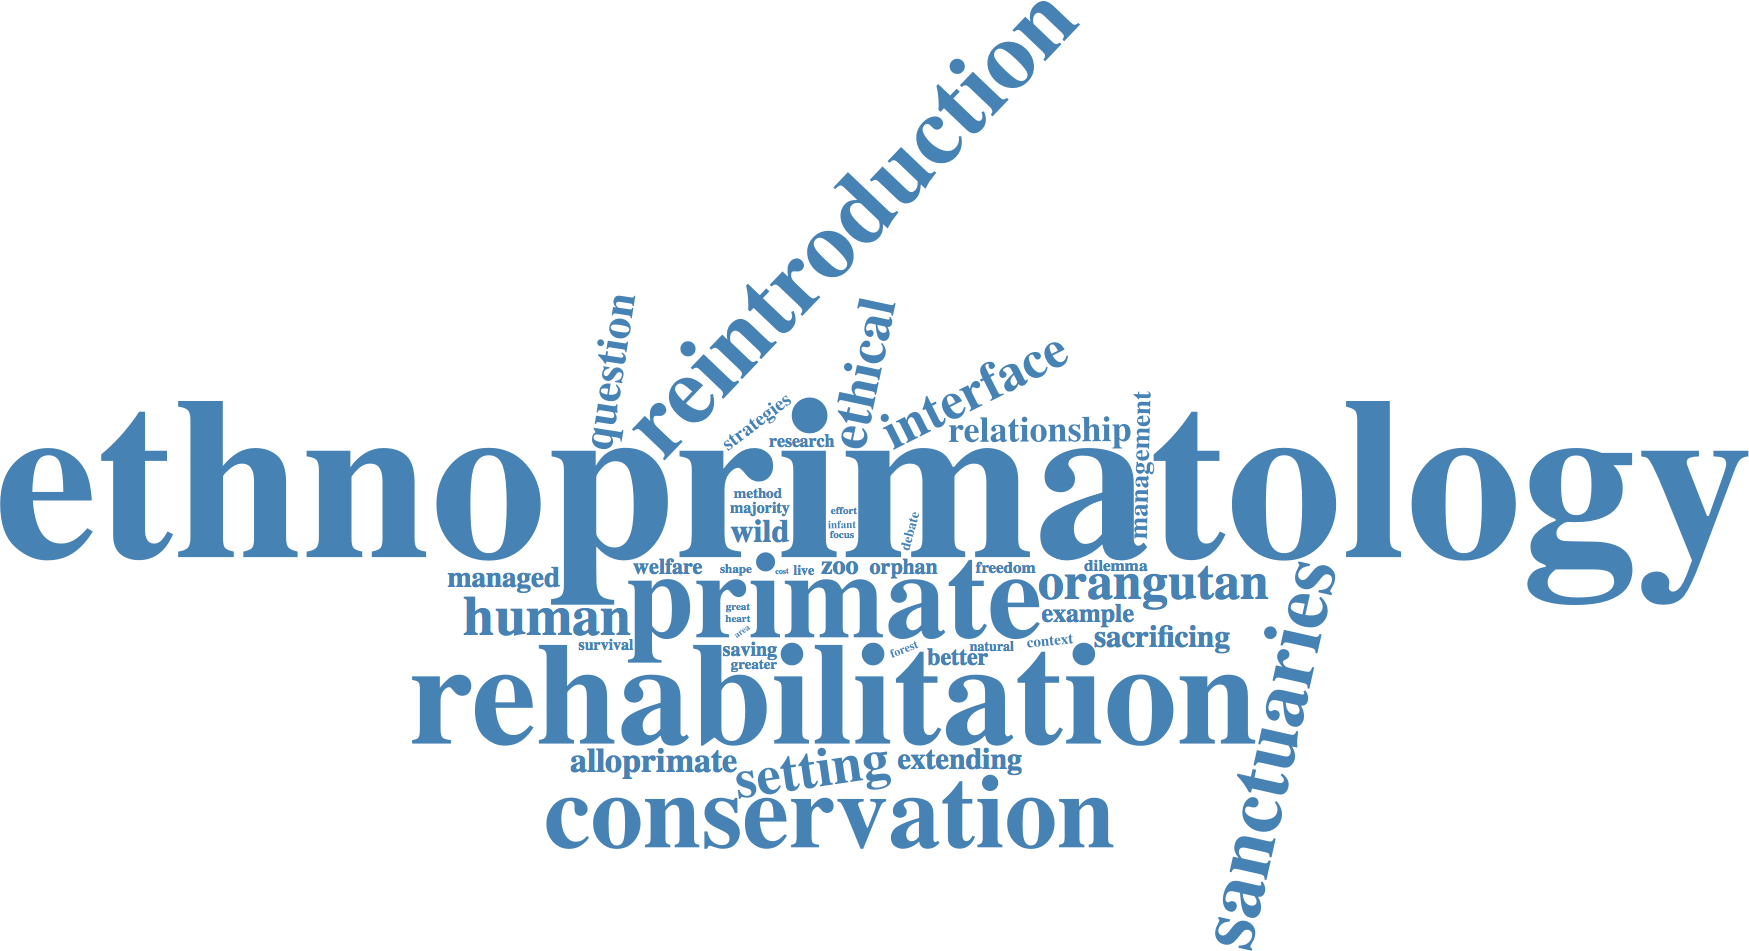 reintroduction
question
ethical
interface
strategies
research
relationship
management
ethnoprimatology
method
majority
wild
effort
infant
focus
debate
managed
welfare
shape
cost
live
zoo
orphan
freedom
dilemma
primate
orangutan
human
great
heart
area
example
survival
saving
greater
forest
better
natural
context
sacrificing
rehabilitation
sanctuaries
alloprimate
setting
extending
conservation